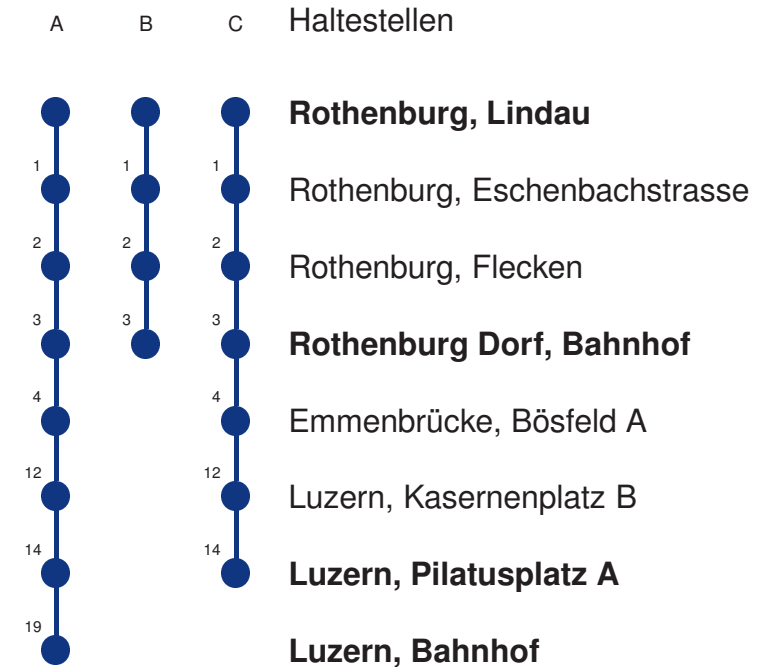 A B C Haltestellen
Rothenburg, Lindau
1 1 1 Rothenburg, Eschenbachstrasse
2 2 2 Rothenburg, Flecken
3 3 3 Rothenburg Dorf, Bahnhof
4 4 Emmenbrücke, Bösfeld A
12 12 Luzern, Kasernenplatz B
14 14 Luzern, Pilatusplatz A
19 Luzern, Bahnhof